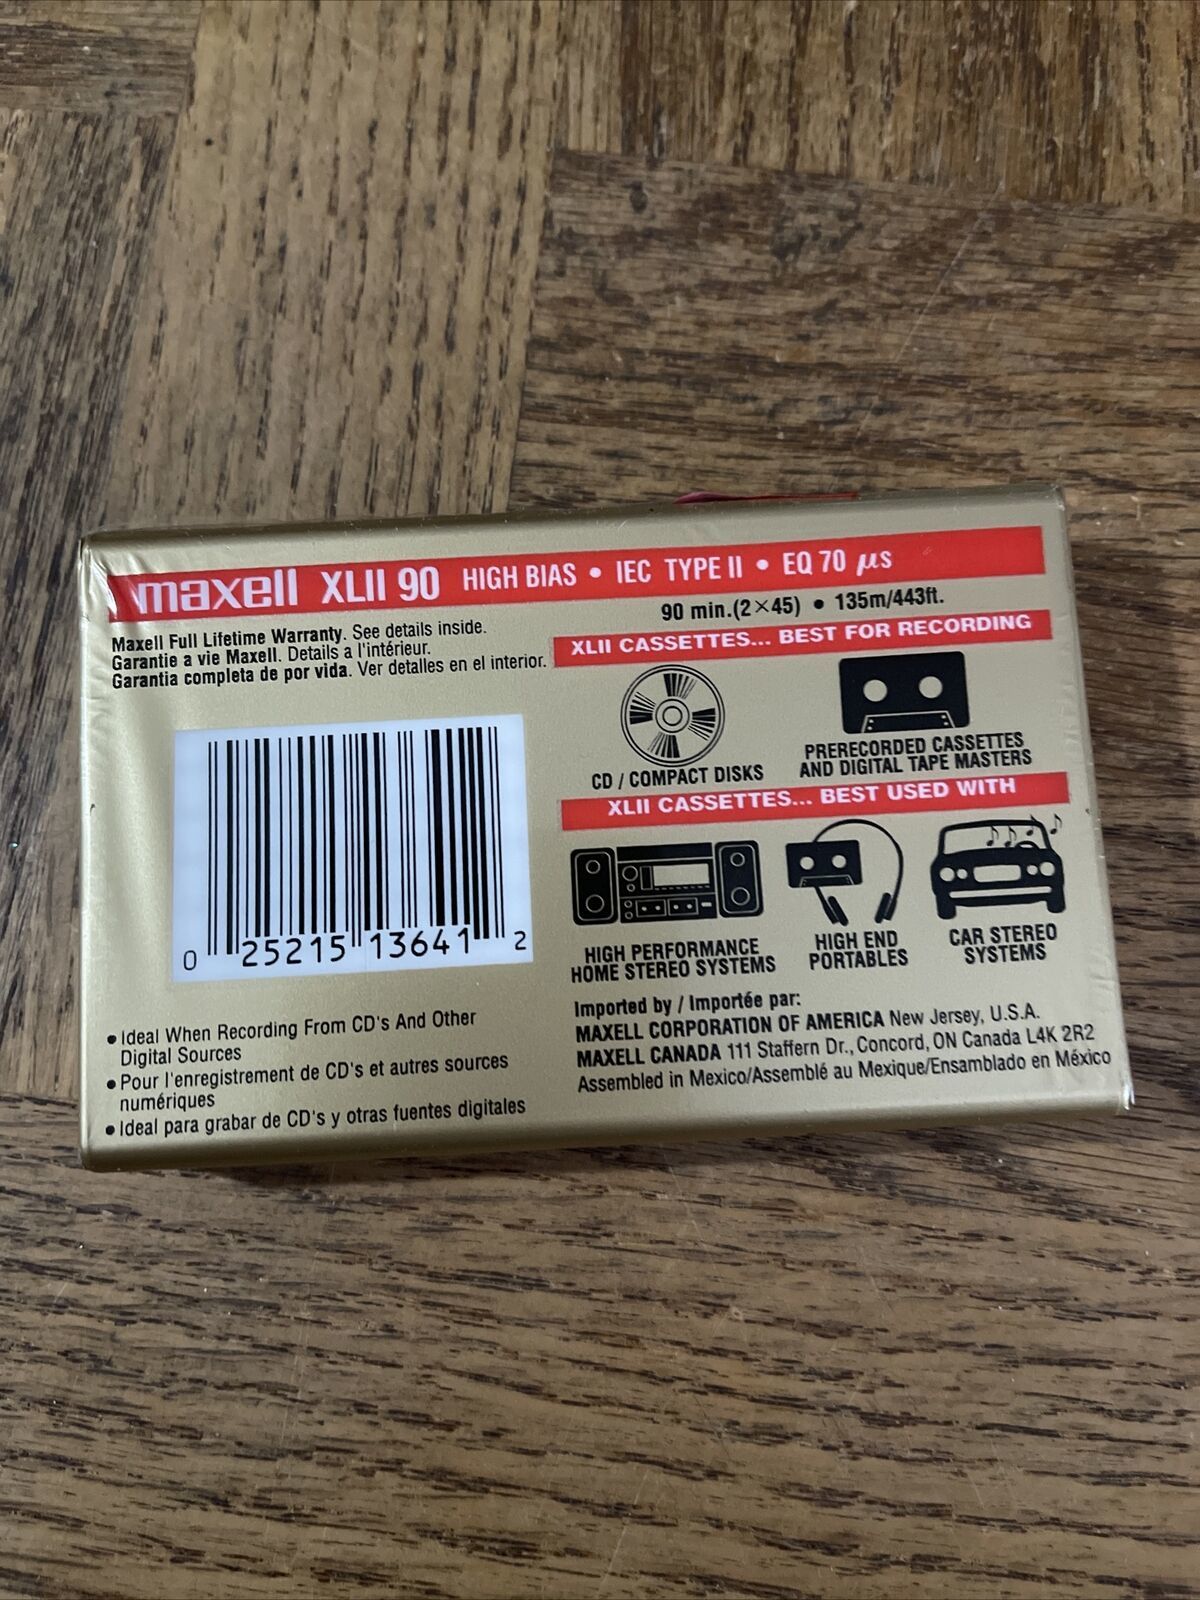 maxell XLII 90 HIGH BIAS • IEC TYPE II • EQ 70 µs
90 min.(2×45) • 135m/443ft.
Maxell Full Lifetime Warranty. See details inside.
Garantie a vie Maxell. Details a l'intérieur.
Garantia completa de por vida. Ver detalles en el interior.
XLII CASSETTES... BEST FOR RECORDING
CD / COMPACT DISKS
PRERECORDED CASSETTES
AND DIGITAL TAPE MASTERS
XLII CASSETTES... BEST USED WITH
HIGH PERFORMANCE
HOME STEREO SYSTEMS
HIGH END
PORTABLES
CAR STEREO
SYSTEMS
0 25215 13641 2
• Ideal When Recording From CD's And Other
Digital Sources
• Pour l'enregistrement de CD's et autres sources
numériques
• Ideal para grabar de CD's y otras fuentes digitales
Imported by / Importée par:
MAXELL CORPORATION OF AMERICA New Jersey, U.S.A.
MAXELL CANADA 111 Staffern Dr., Concord, ON Canada L4K 2R2
Assembled in Mexico/Assemblé au Mexique/Ensamblado en México